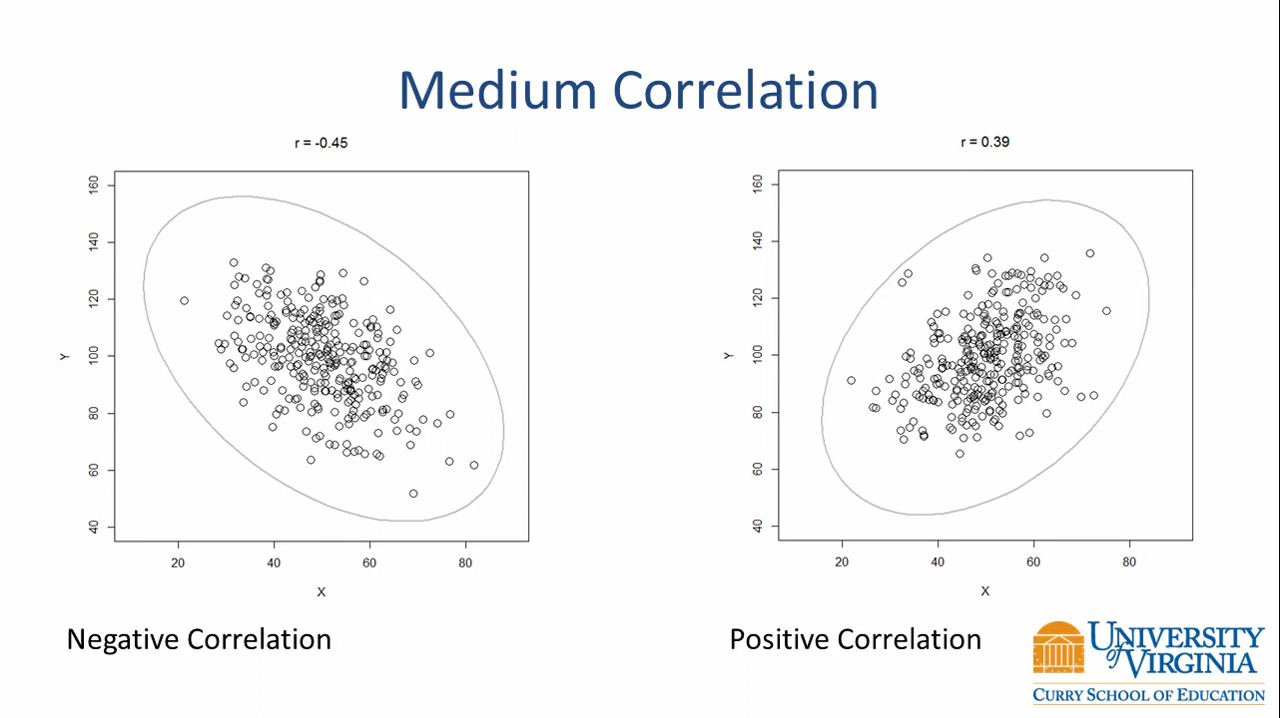 Medium Correlation
r = -0.45
160
140
120
100
80
60
40
Y
20 40 60 80
X
Negative Correlation
r = 0.39
160
140
120
100
80
60
40
Y
20 40 60 80
X
Positive Correlation
UNIVERSITY
of VIRGINIA
CURRY SCHOOL OF EDUCATION